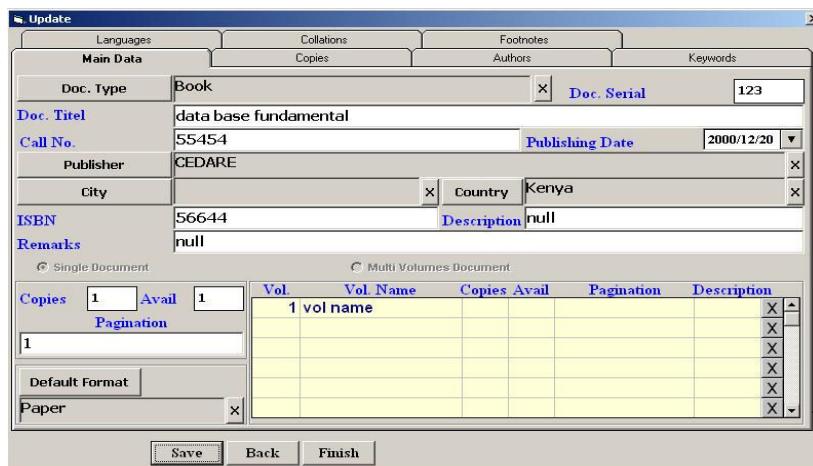 Update
Languages Collations Footnotes
Main Data Copies Authors Keywords
Doc. Type Book X Doc. Serial 123
Doc. Titel data base fundamental
Call No. 55454 Publishing Date 2000/12/20
Publisher CEDARE X
City X Country Kenya X
ISBN 56644 Description null
Remarks null
Single Document Multi Volumes Document
Copies 1 Avail 1 Vol. Vol. Name Copies Avail Pagination Description
1 vol name X
Pagination X
1 X
X
Default Format X
Paper X X
Save Back Finish